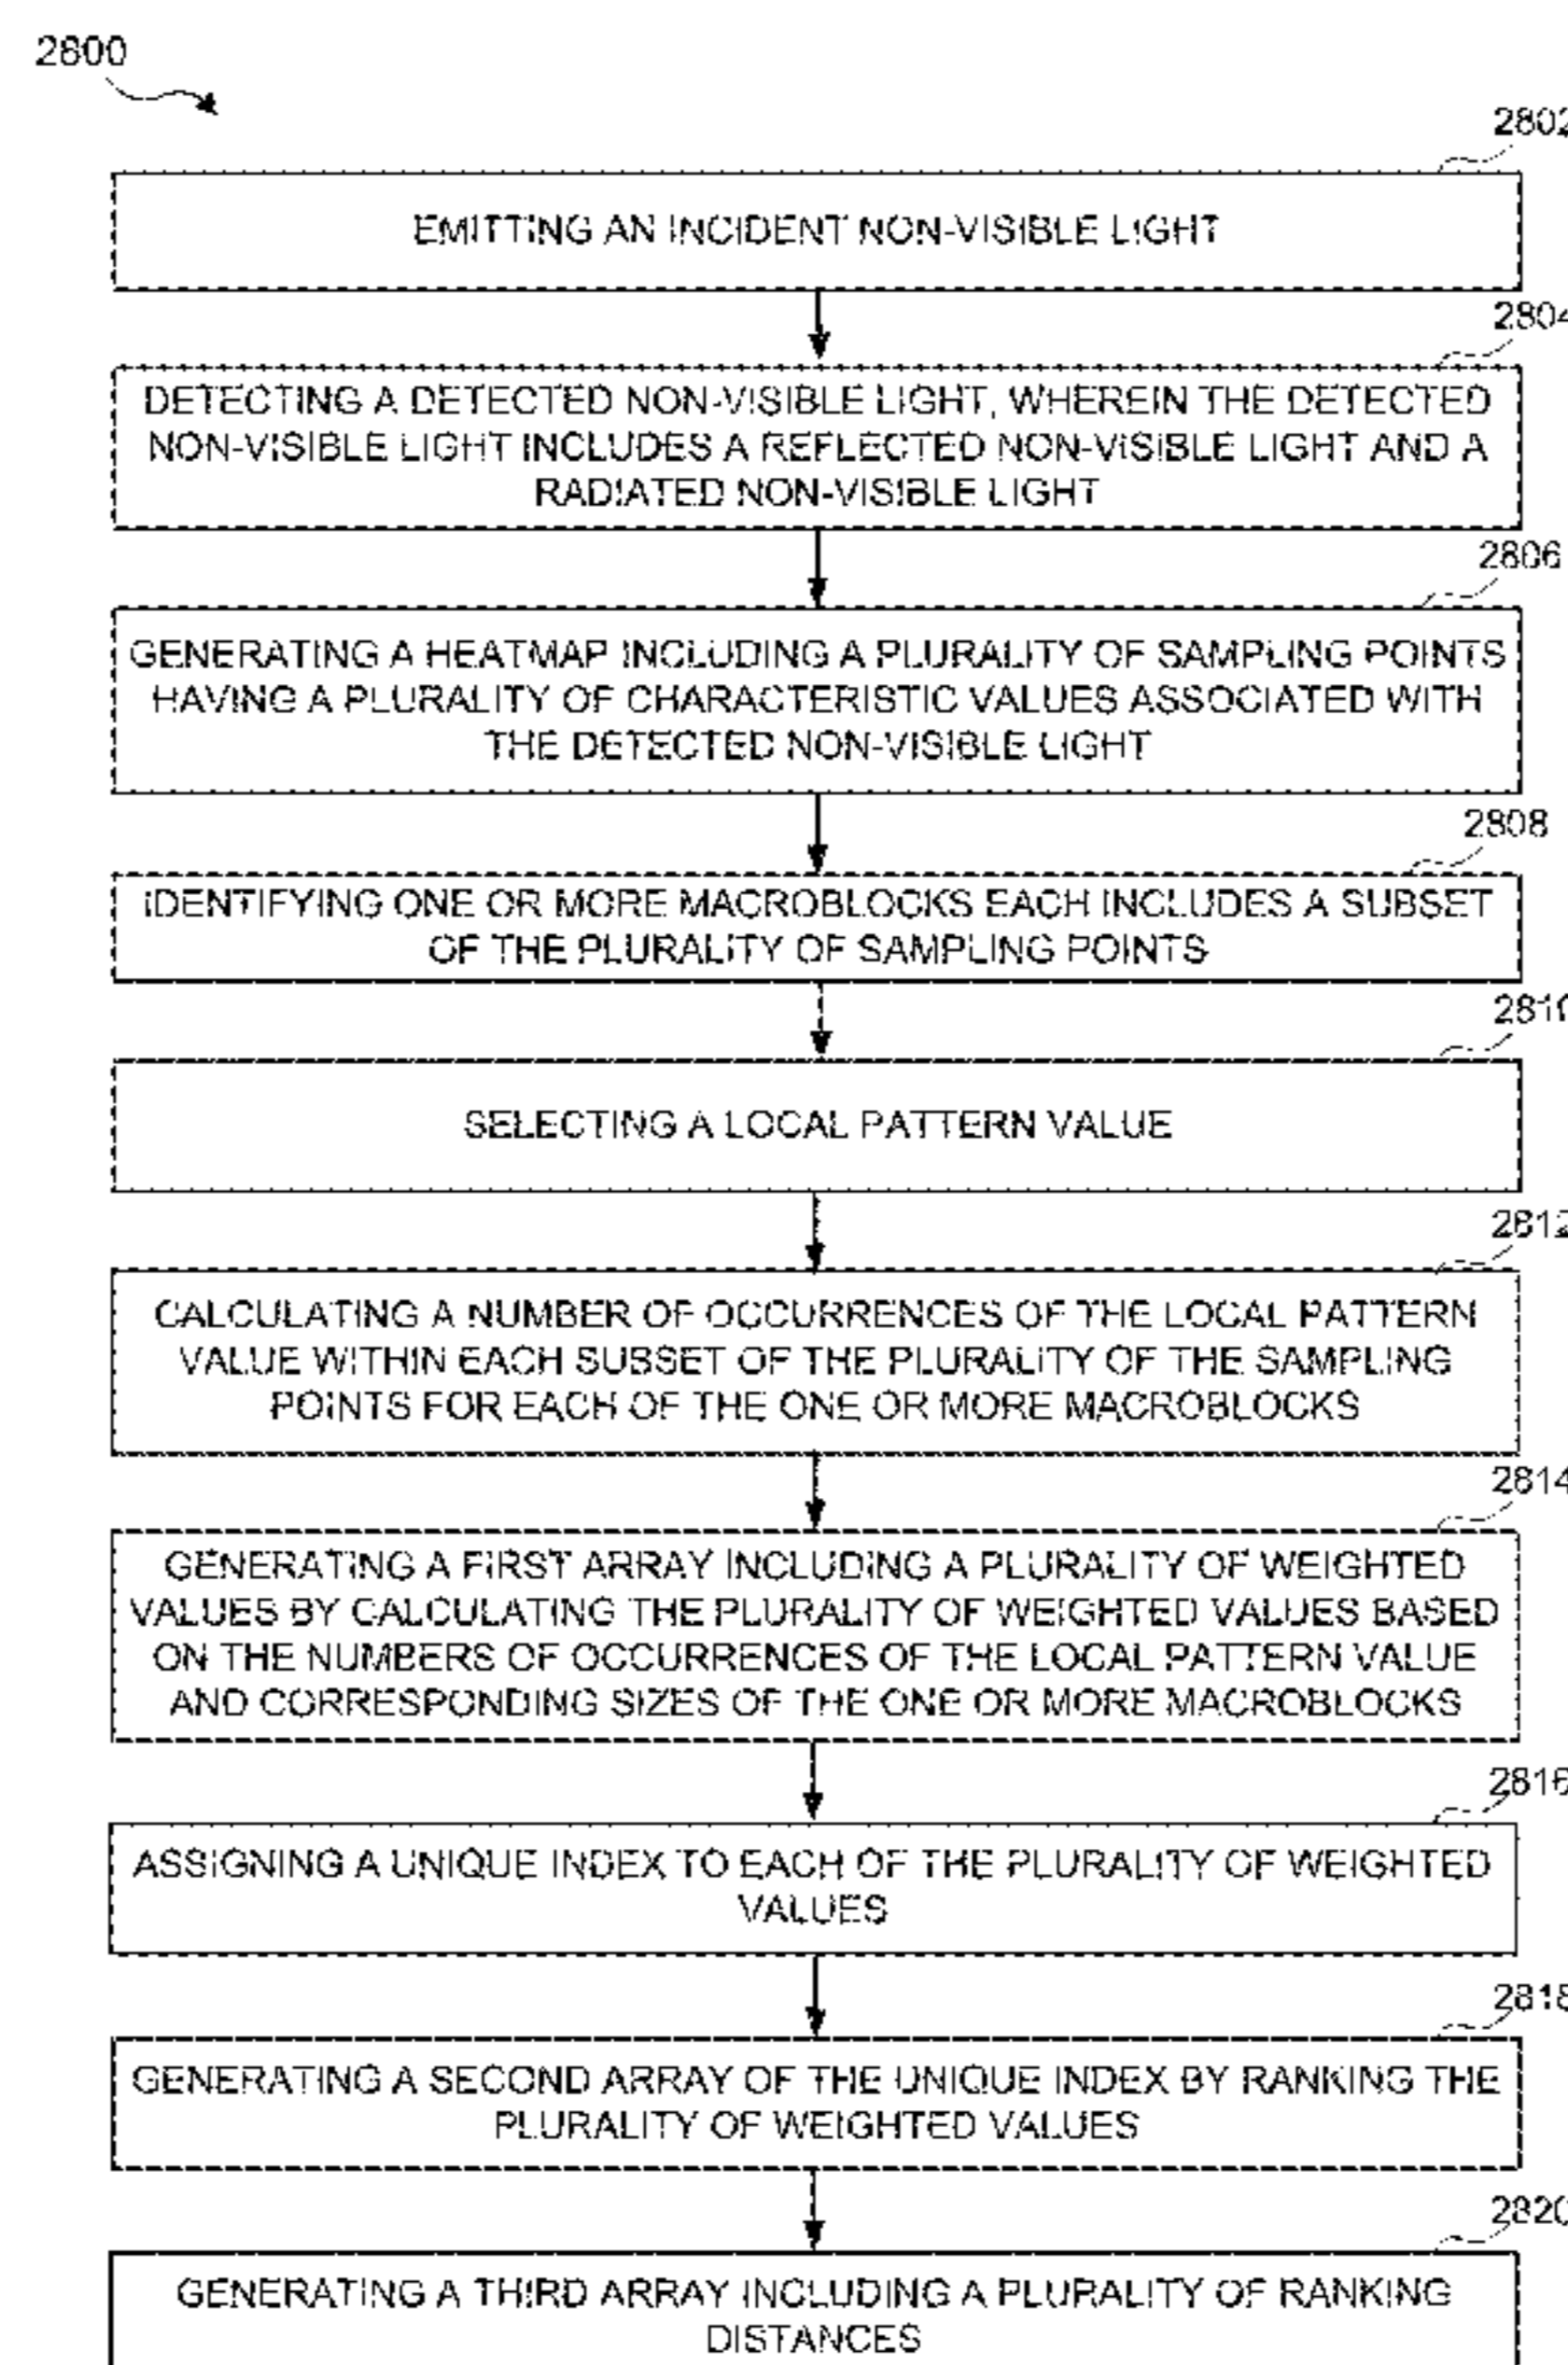 2800
2802
EMITTING AN INCIDENT NON-VISIBLE LIGHT
2804
DETECTING A DETECTED NON-VISIBLE LIGHT, WHEREIN THE DETECTED
NON-VISIBLE LIGHT INCLUDES A REFLECTED NON-VISIBLE LIGHT AND A
RADIATED NON-VISIBLE LIGHT
2806
GENERATING A HEATMAP INCLUDING A PLURALITY OF SAMPLING POINTS
HAVING A PLURALITY OF CHARACTERISTIC VALUES ASSOCIATED WITH
THE DETECTED NON-VISIBLE LIGHT
2808
IDENTIFYING ONE OR MORE MACROBLOCKS EACH INCLUDES A SUBSET
OF THE PLURALITY OF SAMPLING POINTS
2810
SELECTING A LOCAL PATTERN VALUE
2812
CALCULATING A NUMBER OF OCCURRENCES OF THE LOCAL PATTERN
VALUE WITHIN EACH SUBSET OF THE PLURALITY OF THE SAMPLING
POINTS FOR EACH OF THE ONE OR MORE MACROBLOCKS
2814
GENERATING A FIRST ARRAY INCLUDING A PLURALITY OF WEIGHTED
VALUES BY CALCULATING THE PLURALITY OF WEIGHTED VALUES BASED
ON THE NUMBERS OF OCCURRENCES OF THE LOCAL PATTERN VALUE
AND CORRESPONDING SIZES OF THE ONE OR MORE MACROBLOCKS
2816
ASSIGNING A UNIQUE INDEX TO EACH OF THE PLURALITY OF WEIGHTED
VALUES
2818
GENERATING A SECOND ARRAY OF THE UNIQUE INDEX BY RANKING THE
PLURALITY OF WEIGHTED VALUES
2820
GENERATING A THIRD ARRAY INCLUDING A PLURALITY OF RANKING
DISTANCES